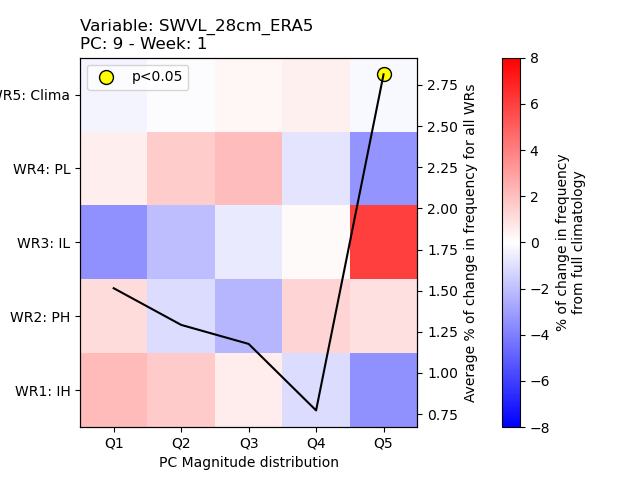 Variable: SWVL_28cm_ERA5
PC: 9 - Week: 1
p<0.05
R5: Clima
WR4: PL
WR3: IL
WR2: PH
WR1: IH
Q1 Q2 Q3 Q4 Q5
PC Magnitude distribution
2.75
2.50
2.25
2.00
1.75
1.50
1.25
1.00
0.75
Average % of change in frequency for all WRs
8
6
4
2
0
−2
−4
−6
−8
% of change in frequency
from full climatology